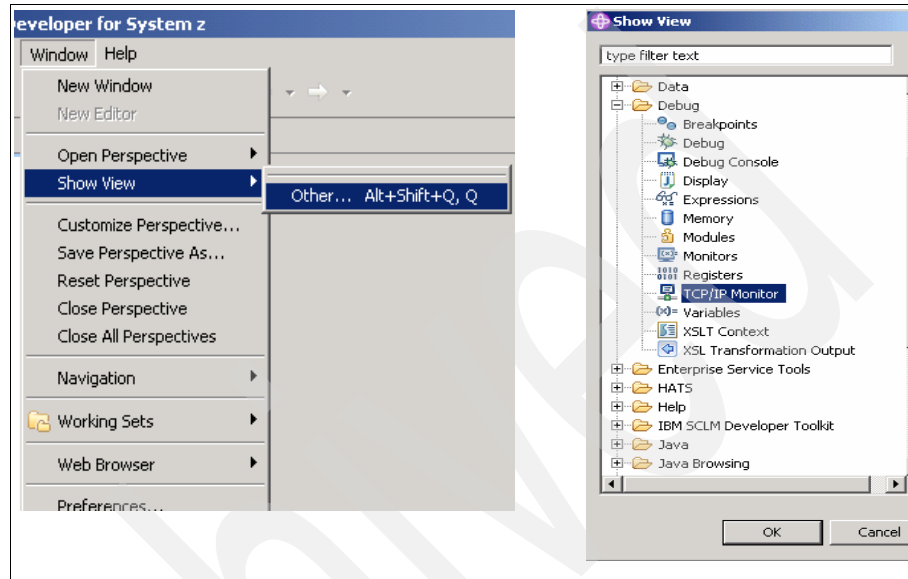 eveloper for System z
Window Help
New Window
New Editor
Open Perspective
Show View
Other... Alt+Shift+Q, Q
Customize Perspective...
Save Perspective As...
Reset Perspective
Close Perspective
Close All Perspectives
Navigation
Working Sets
Web Browser
Preferences...
Show View
type filter text
Data
Debug
Breakpoints
Debug
Debug Console
Display
Expressions
Memory
Modules
Monitors
Registers
TCP/IP Monitor
Variables
XSLT Context
XSL Transformation Output
Enterprise Service Tools
HATS
Help
IBM SCLM Developer Toolkit
Java
Java Browsing
OK Cancel